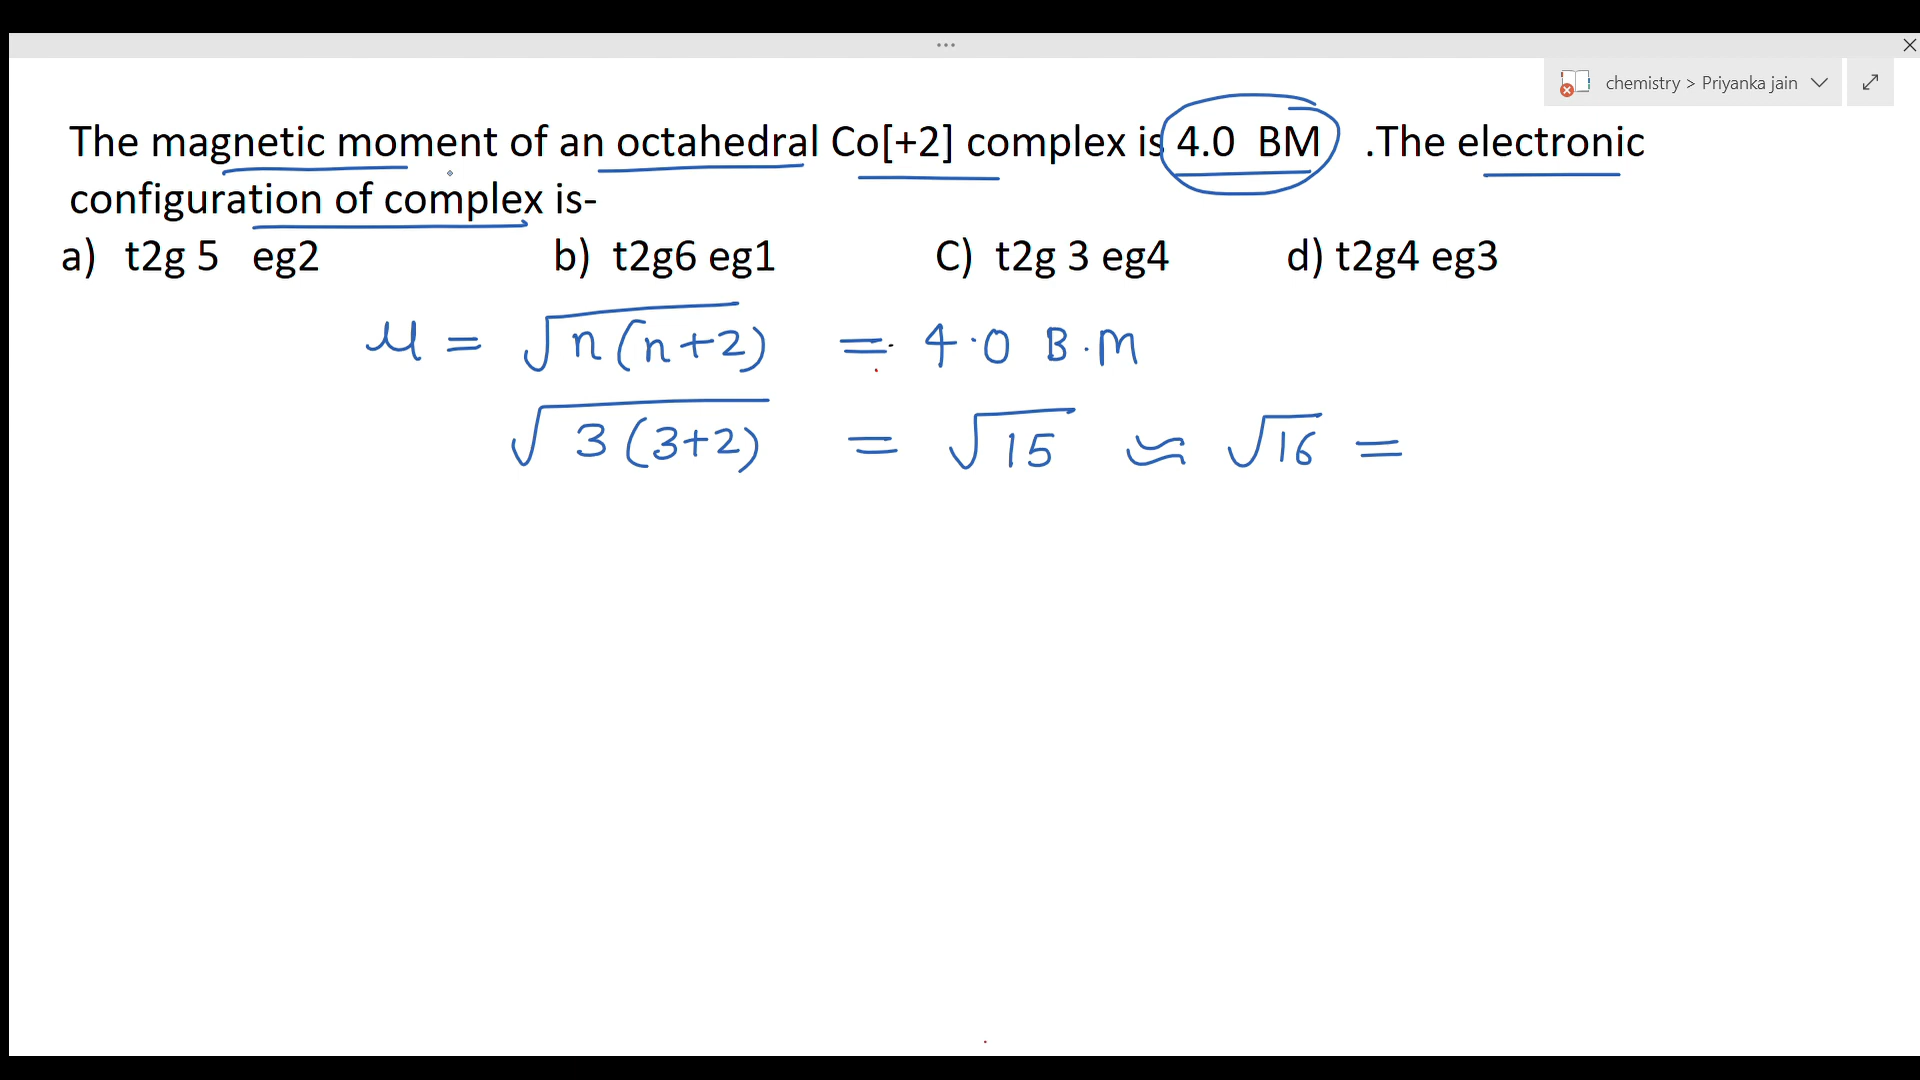 chemistry > Priyanka jain
The magnetic moment of an octahedral Co[+2] complex is 4.0 BM .The electronic
configuration of complex is-
a) t2g 5 eg2 b) t2g6 eg1 C) t2g 3 eg4 d) t2g4 eg3
μ = √n(n+2) = 4.0 B.M
√3(3+2) = √15 ≈ √16 =